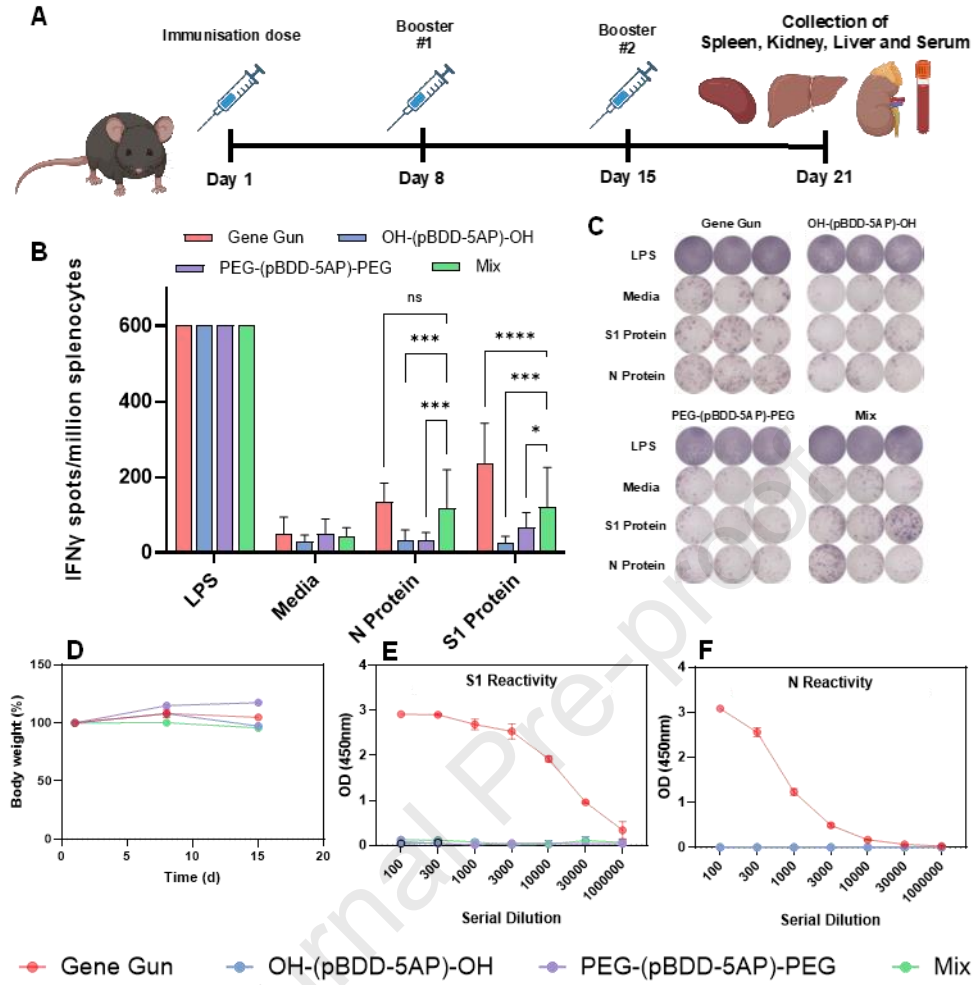 A
Immunisation dose
Booster
#1
Booster
#2
Collection of
Spleen, Kidney, Liver and Serum
Day 1
Day 8
Day 15
Day 21
B
Gene Gun
OH-(pBDD-5AP)-OH
PEG-(pBDD-5AP)-PEG
Mix
IFNγ spots/million splenocytes
600
400
200
0
ns
***
***
****
***
*
LPS
Media
N Protein
S1 Protein
C
Gene Gun
OH-(pBDD-5AP)-OH
LPS
Media
S1 Protein
N Protein
PEG-(pBDD-5AP)-PEG
Mix
LPS
Media
S1 Protein
N Protein
D
Body weight (%)
150
100
50
0
0
5
10
15
20
Time (d)
E
S1 Reactivity
OD (450nm)
4
3
2
1
0
100
300
1000
3000
10000
30000
1000000
Serial Dilution
F
N Reactivity
OD (450nm)
4
3
2
1
0
100
300
1000
3000
10000
30000
1000000
Serial Dilution
Gene Gun
OH-(pBDD-5AP)-OH
PEG-(pBDD-5AP)-PEG
Mix
urnal Pre-proof